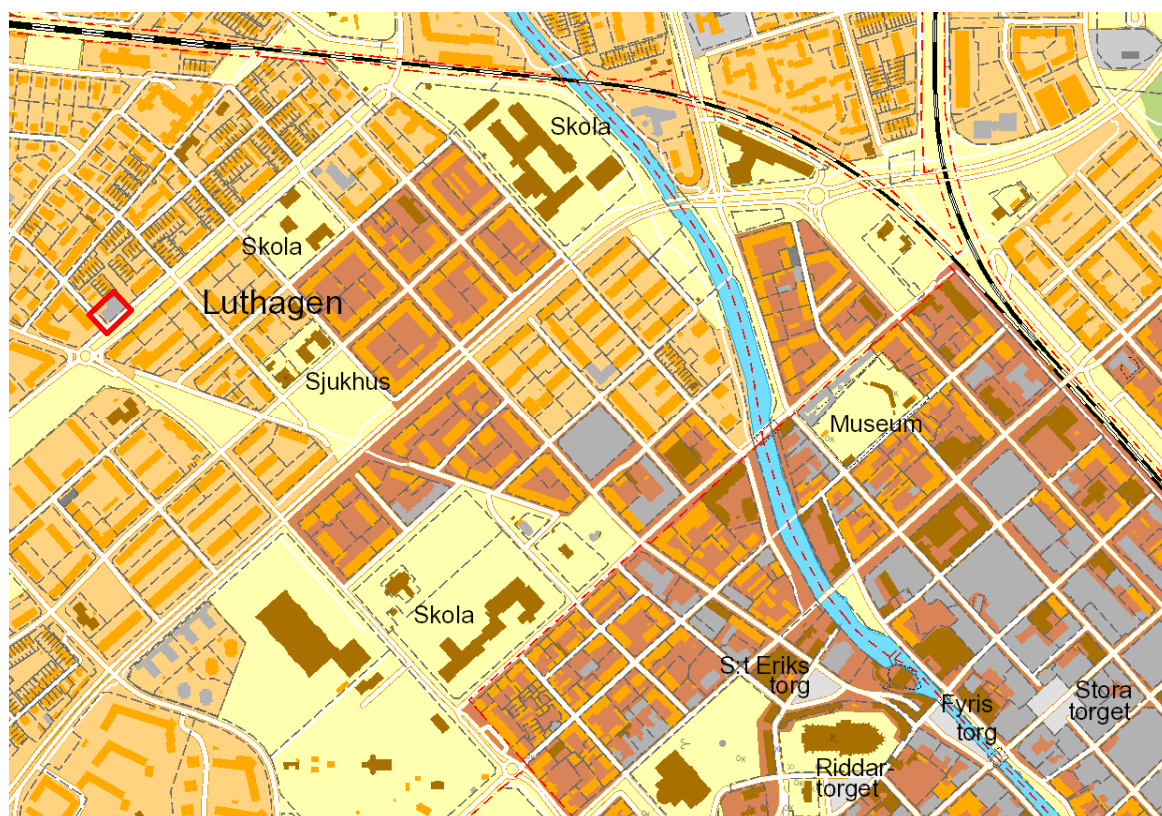 Skola
Skola
Luthagen
Sjukhus
Museum
Skola
S:t Eriks
torg
Fyris
torg
Stora
torget
Riddar-
torget